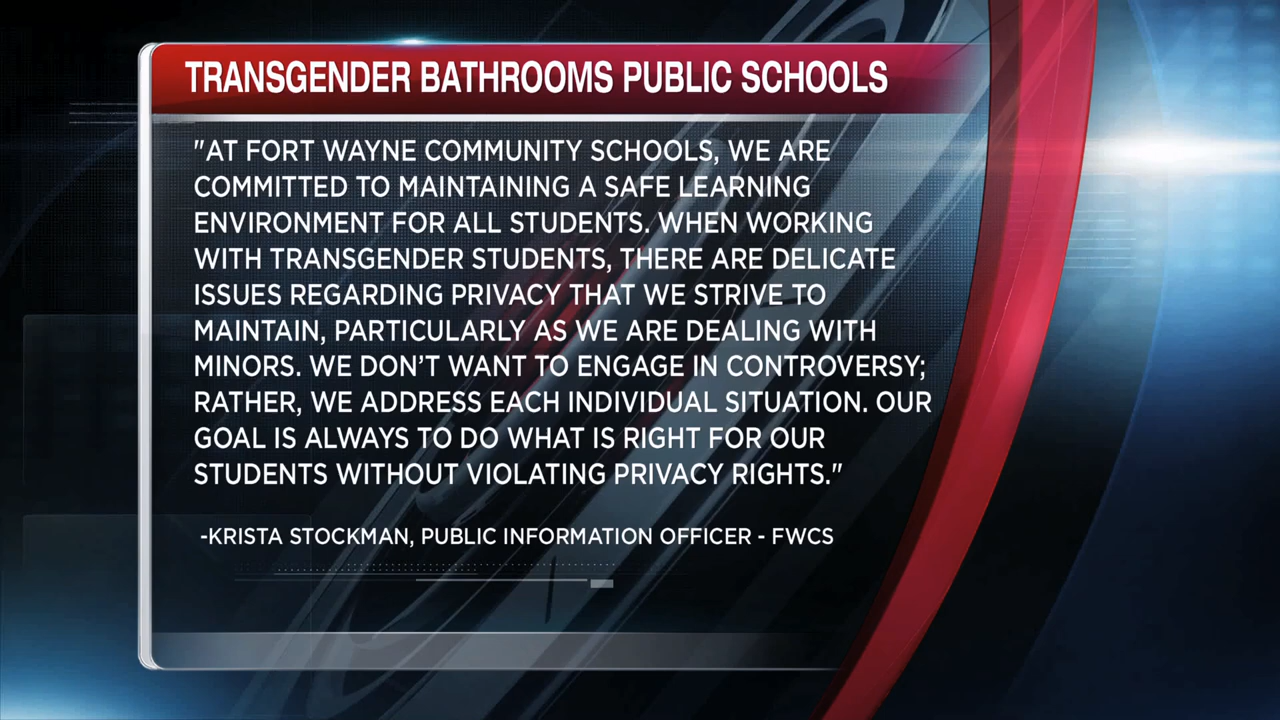 TRANSGENDER BATHROOMS PUBLIC SCHOOLS
"AT FORT WAYNE COMMUNITY SCHOOLS, WE ARE
COMMITTED TO MAINTAINING A SAFE LEARNING
ENVIRONMENT FOR ALL STUDENTS. WHEN WORKING
WITH TRANSGENDER STUDENTS, THERE ARE DELICATE
ISSUES REGARDING PRIVACY THAT WE STRIVE TO
MAINTAIN, PARTICULARLY AS WE ARE DEALING WITH
MINORS. WE DON’T WANT TO ENGAGE IN CONTROVERSY;
RATHER, WE ADDRESS EACH INDIVIDUAL SITUATION. OUR
GOAL IS ALWAYS TO DO WHAT IS RIGHT FOR OUR
STUDENTS WITHOUT VIOLATING PRIVACY RIGHTS."
-KRISTA STOCKMAN, PUBLIC INFORMATION OFFICER - FWCS